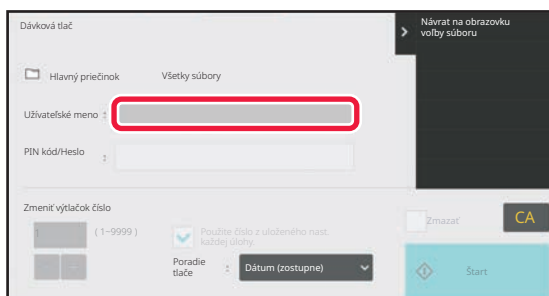 Dávková tlač
Návrat na obrazovku
voľby súboru
Hlavný priečinok Všetky súbory
Užívateľské meno :
PIN kód/Heslo :
Zmeniť výtlačok číslo
1 (1~9999)
Použite číslo z uloženého nast.
každej úlohy.
Poradie
tlače : Dátum (zostupne)
Zmazať
CA
Štart